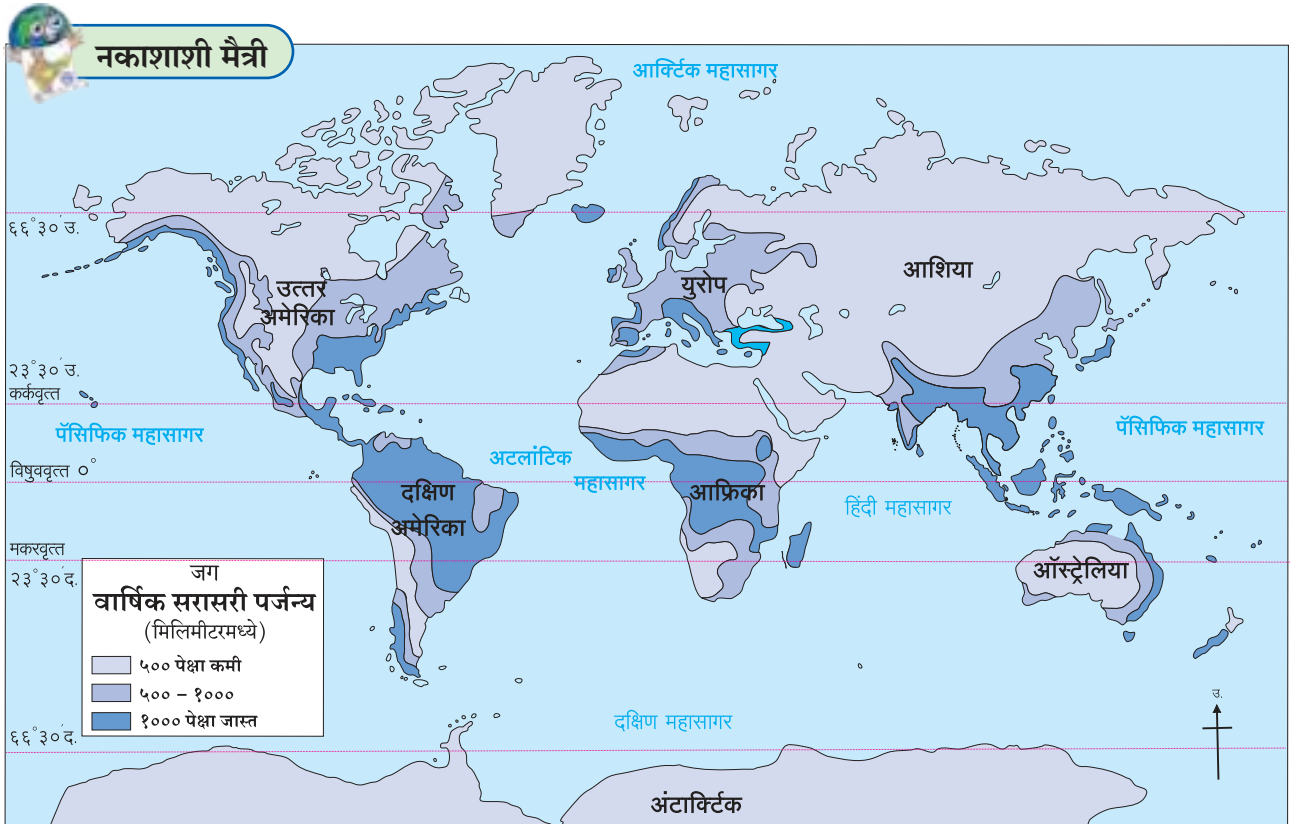 नकाशाशी मैत्री
आर्क्टिक महासागर
६६°३०' उ.
आशिया
युरोप
उत्तर
अमेरिका
२३°३०' उ.
कर्कवृत्त
पॅसिफिक महासागर
पॅसिफिक महासागर
अटलांटिक
महासागर
विषुववृत्त ०°
दक्षिण
अमेरिका
आफ्रिका
हिंदी महासागर
मकरवृत्त
२३°३०' द.
ऑस्ट्रेलिया
जग
वार्षिक सरासरी पर्जन्य
(मिलिमीटरमध्ये)
५०० पेक्षा कमी
५०० – १०००
१००० पेक्षा जास्त
उ.
दक्षिण महासागर
६६°३०' द.
अंटार्क्टिक